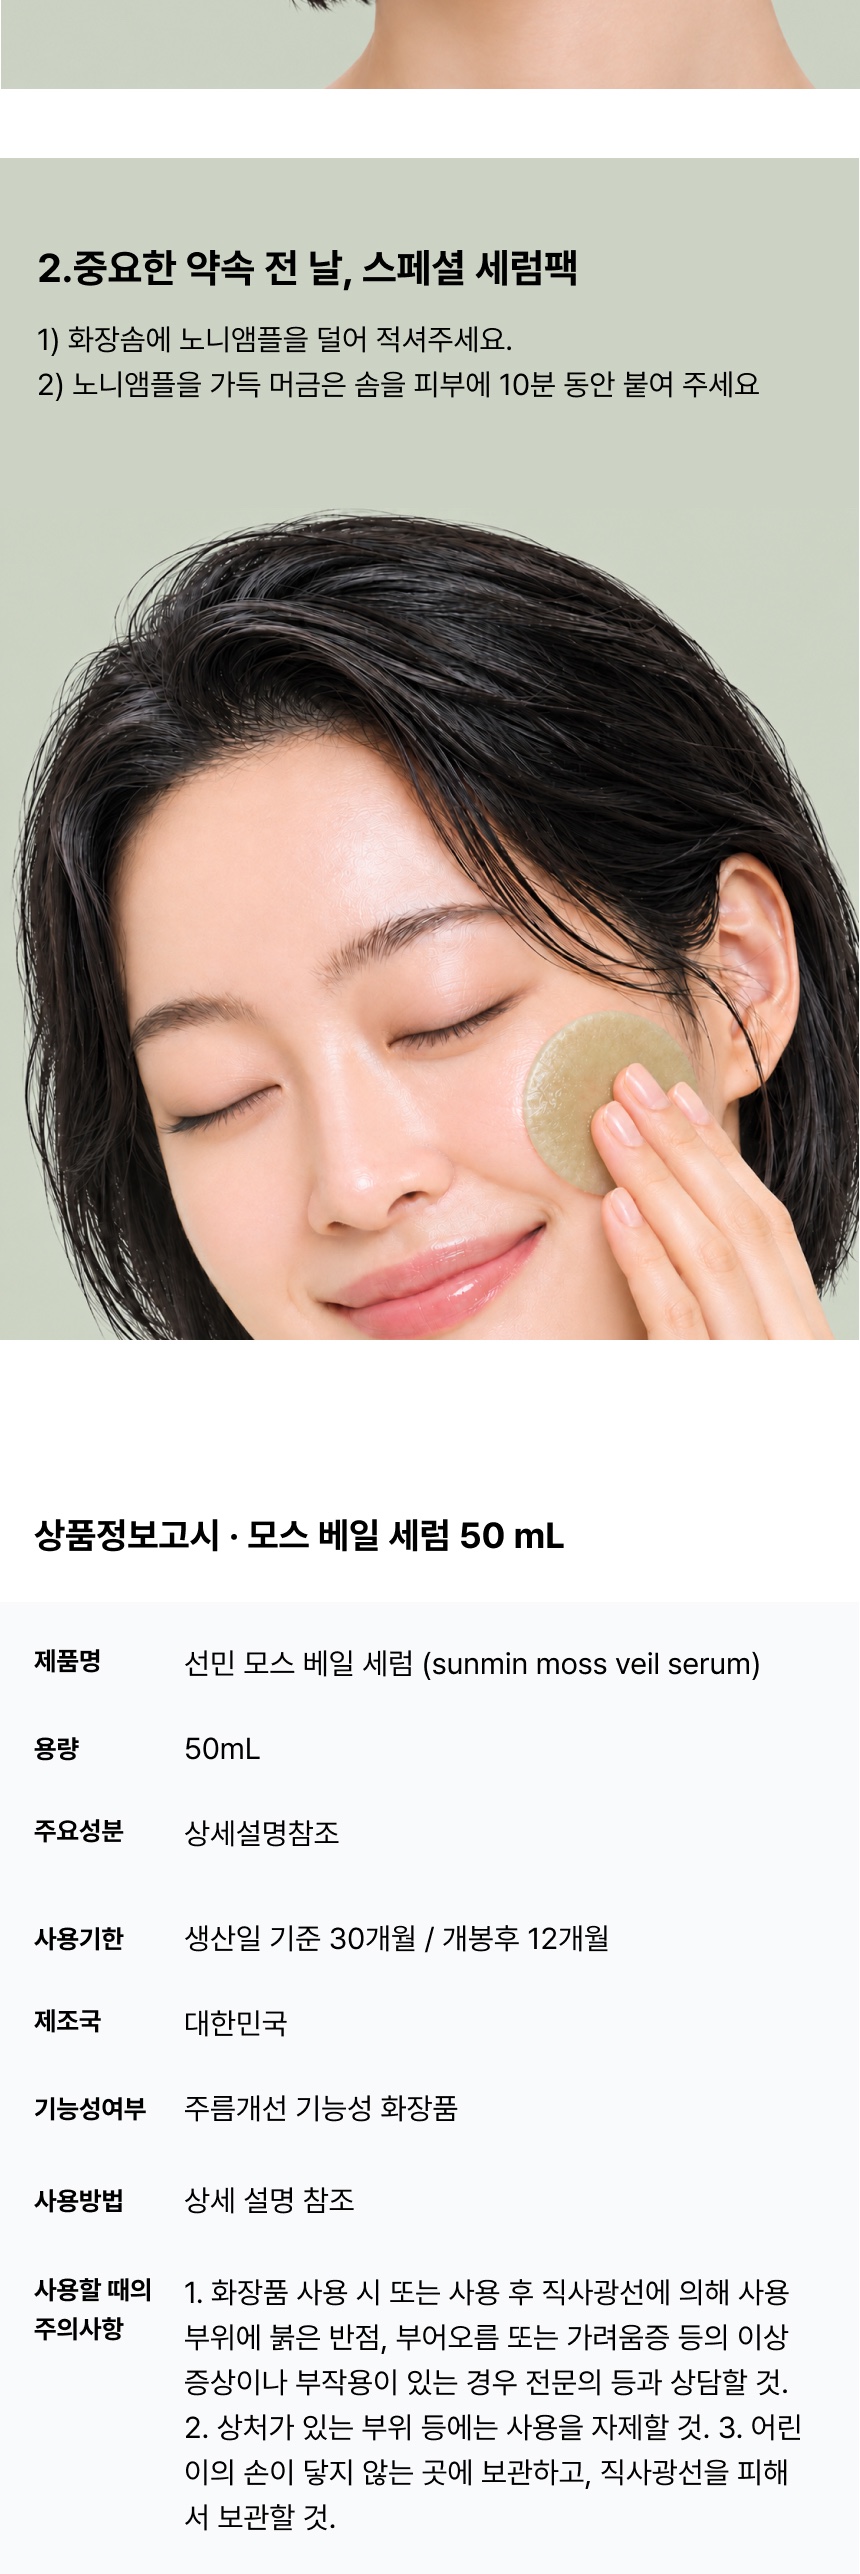 2.중요한 약속 전 날, 스페셜 세럼팩
1) 화장솜에 노니앰플을 덜어 적셔주세요.
2) 노니앰플을 가득 머금은 솜을 피부에 10분 동안 붙여 주세요
상품정보고시 · 모스 베일 세럼 50 mL
제품명 선민 모스 베일 세럼 (sunmin moss veil serum)
용량 50mL
주요성분 상세설명참조
사용기한 생산일 기준 30개월 / 개봉후 12개월
제조국 대한민국
기능성여부 주름개선 기능성 화장품
사용방법 상세 설명 참조
사용할 때의
주의사항
1. 화장품 사용 시 또는 사용 후 직사광선에 의해 사용
부위에 붉은 반점, 부어오름 또는 가려움증 등의 이상
증상이나 부작용이 있는 경우 전문의 등과 상담할 것.
2. 상처가 있는 부위 등에는 사용을 자제할 것. 3. 어린
이의 손이 닿지 않는 곳에 보관하고, 직사광선을 피해
서 보관할 것.